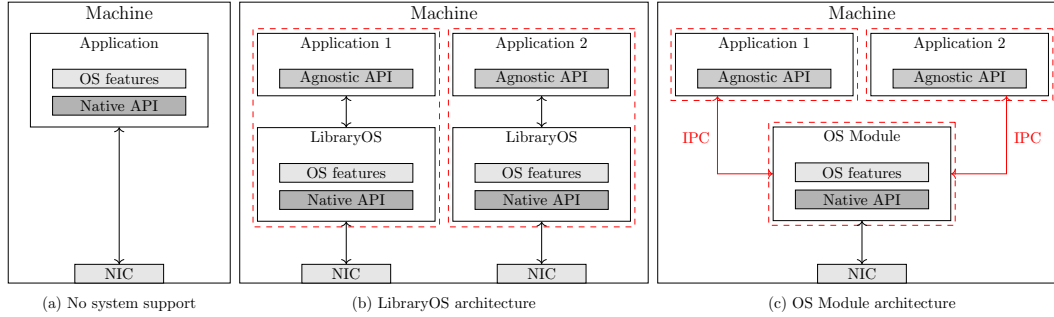 Machine
Application
OS features
Native API
NIC
(a) No system support
Machine
Application 1
Agnostic API
LibraryOS
OS features
Native API
NIC
Application 2
Agnostic API
LibraryOS
OS features
Native API
NIC
(b) LibraryOS architecture
Machine
Application 1
Agnostic API
Application 2
Agnostic API
IPC
IPC
OS Module
OS features
Native API
NIC
(c) OS Module architecture